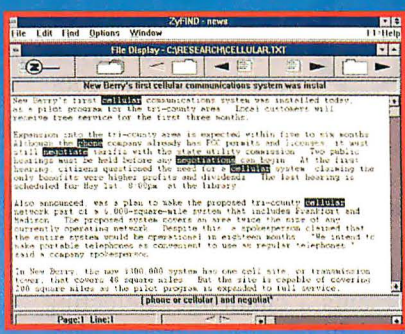 ZyFIND - news
File Edit Find Options Window F1=Help
File Display - C:\RESEARCH\CELLULAR.TXT
New Berry's first cellular communications system was instal
New Berry's first cellular communications system was installed today,
as a pilot program for the tri-county area. Local customers will
receive free service for the first three months.
Expansion into the tri-county area is expected within five to six months
Although the phone company already has FCC permits and licenses, it must
still negotiate tariffs with the state utility commission. Two public
hearings must be held before any negotiations can begin. At the first
hearing, citizens questioned the need for a cellular system, claiming the
only benefits were higher profits and dividends. The last hearing is
scheduled for May 1st, 8:00pm at the library
Also announced, was a plan to make the proposed tri-county cellular
network part of a 6,000-square-mile system that includes Frankfort and
Madison. The proposed system covers an area twice the size of any
currently operating network. Despite this a spokesperson claimed that
the entire system would be operational in eighteen months. "We intend to
make portable telephones as convenient to use as regular telephones"
said a company spokesperson.
In New Berry, the new system has one cell site, or transmission
tower, that covers 46 square miles. But the site is capable of covering
200 square miles as the pilot program is expanded to full service.
{ phone or cellular } and negotiat*
Page:1 Line:1